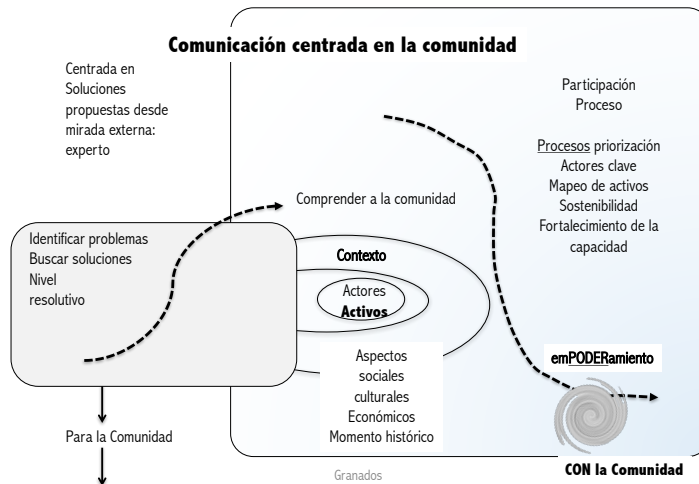 Comunicación centrada en la comunidad
Centrada en
Soluciones
propuestas desde
mirada externa:
experto
Participación
Proceso
Procesos priorización
Actores clave
Mapeo de activos
Sostenibilidad
Fortalecimiento de la
capacidad
Comprender a la comunidad
Identificar problemas
Buscar soluciones
Nivel
resolutivo
Contexto
Actores
Activos
Aspectos
sociales
culturales
Económicos
Momento histórico
emPODERamiento
Para la Comunidad
CON la Comunidad
Granados